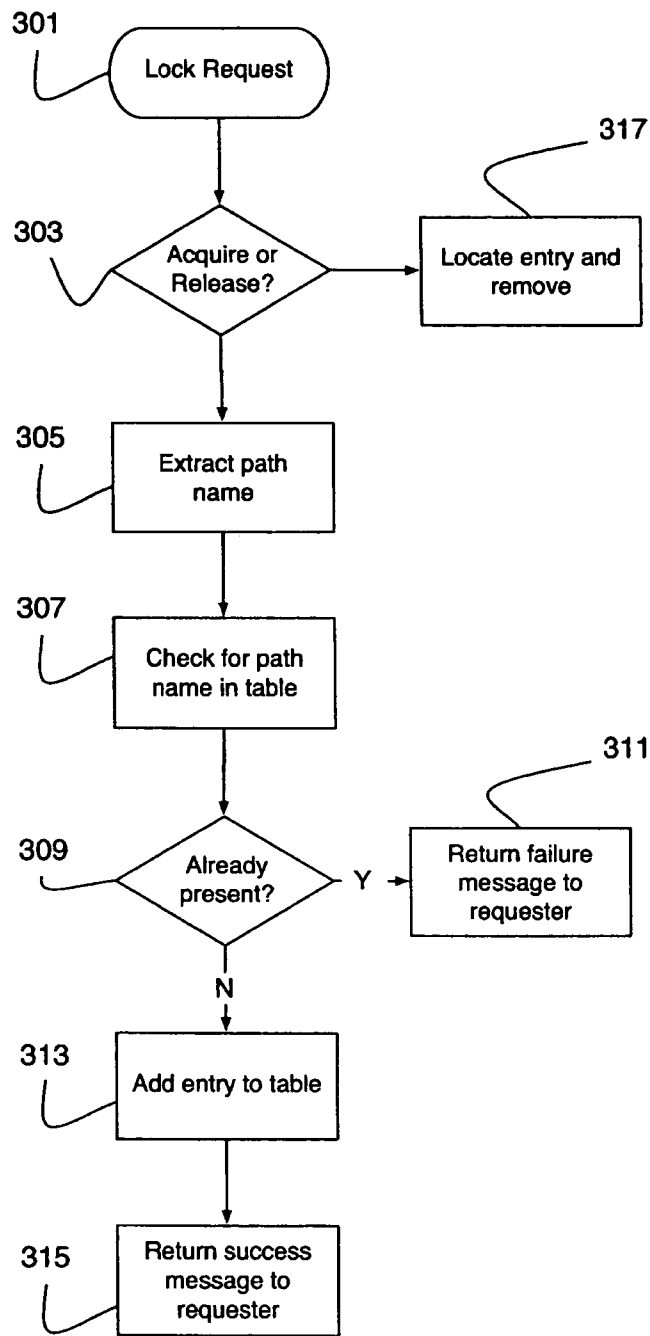 301
Lock Request
317
303
Acquire or
Release?
Locate entry and
remove
305
Extract path
name
307
Check for path
name in table
311
309
Already
present?
Y
Return failure
message to
requester
N
313
Add entry to table
315
Return success
message to
requester